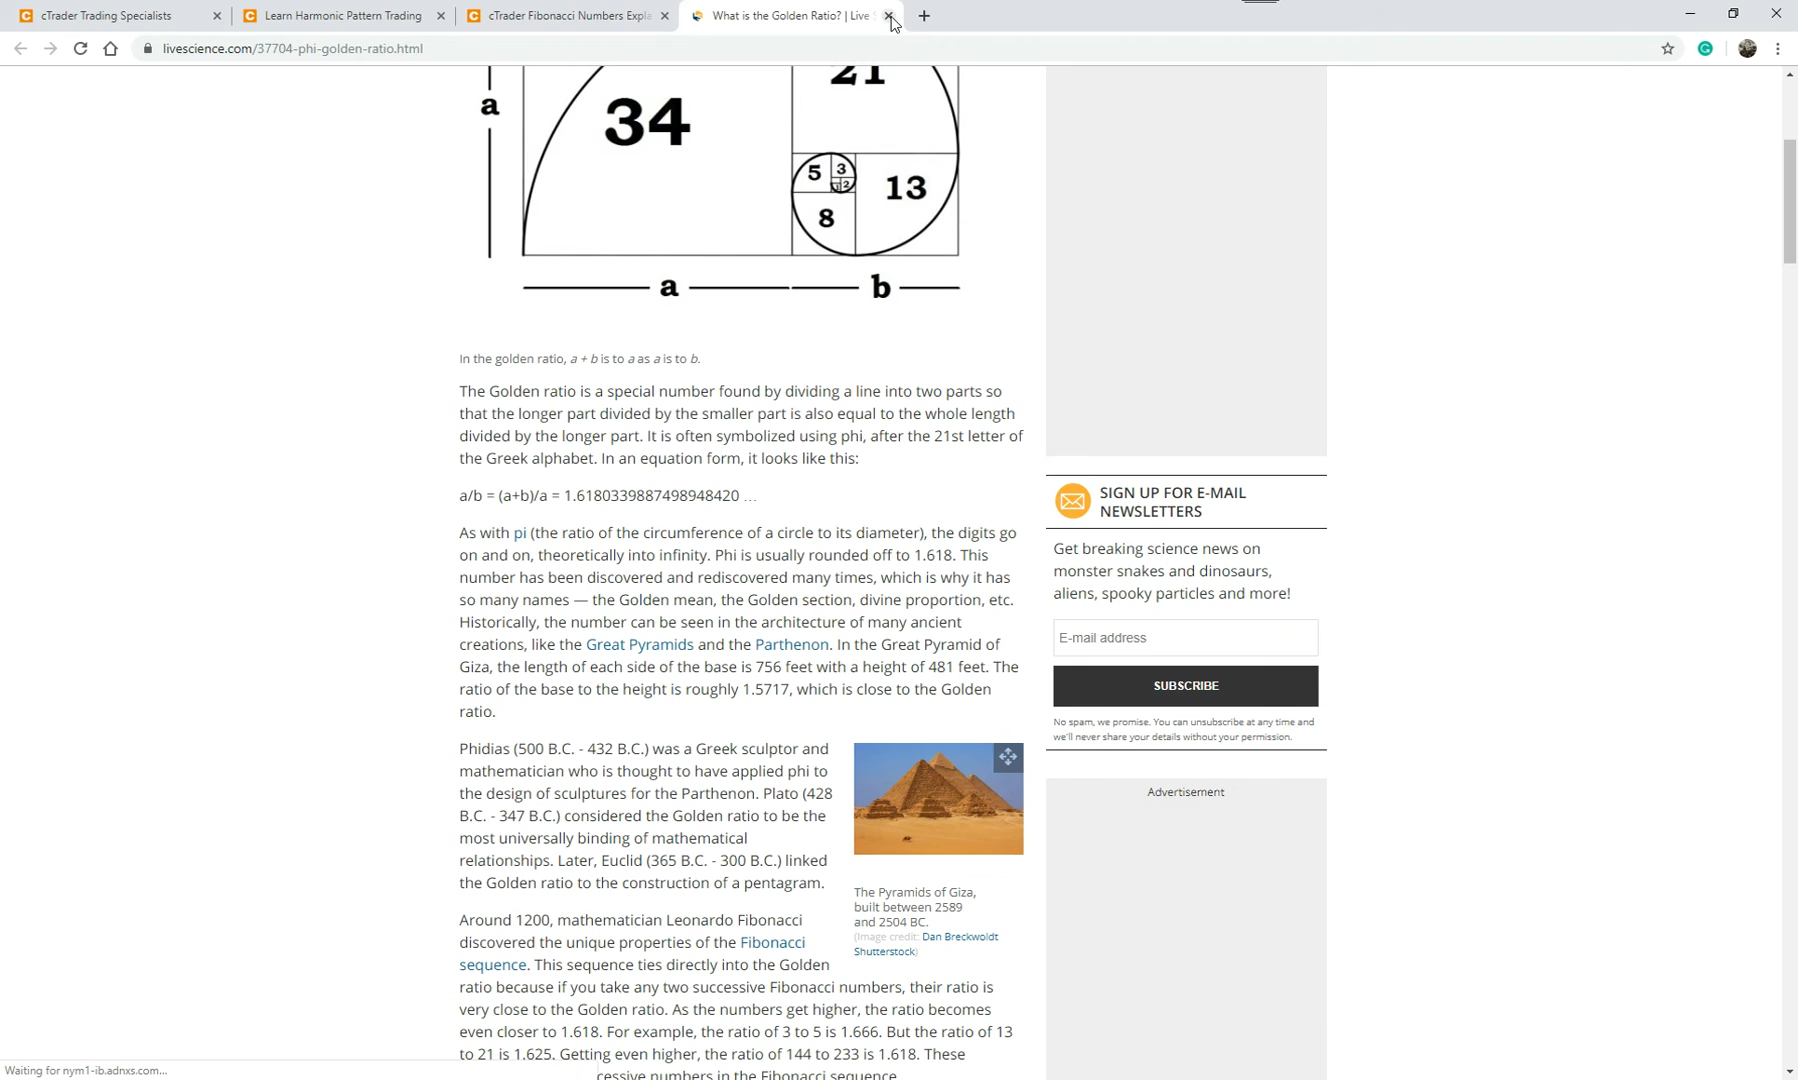 cTrader Trading Specialists
Learn Harmonic Pattern Trading
cTrader Fibonacci Numbers Expla
What is the Golden Ratio? | Live
livescience.com/37704-phi-golden-ratio.html
a
34
21
5
3
2
1
13
8
a
b
In the golden ratio, a + b is to a as a is to b.
The Golden ratio is a special number found by dividing a line into two parts so
that the longer part divided by the smaller part is also equal to the whole length
divided by the longer part. It is often symbolized using phi, after the 21st letter of
the Greek alphabet. In an equation form, it looks like this:
a/b = (a+b)/a = 1.6180339887498948420 …
As with pi (the ratio of the circumference of a circle to its diameter), the digits go
on and on, theoretically into infinity. Phi is usually rounded off to 1.618. This
number has been discovered and rediscovered many times, which is why it has
so many names — the Golden mean, the Golden section, divine proportion, etc.
Historically, the number can be seen in the architecture of many ancient
creations, like the Great Pyramids and the Parthenon. In the Great Pyramid of
Giza, the length of each side of the base is 756 feet with a height of 481 feet. The
ratio of the base to the height is roughly 1.5717, which is close to the Golden
ratio.
Phidias (500 B.C. - 432 B.C.) was a Greek sculptor and
mathematician who is thought to have applied phi to
the design of sculptures for the Parthenon. Plato (428
B.C. - 347 B.C.) considered the Golden ratio to be the
most universally binding of mathematical
relationships. Later, Euclid (365 B.C. - 300 B.C.) linked
the Golden ratio to the construction of a pentagram.
The Pyramids of Giza,
built between 2589
and 2504 BC.
(Image credit: Dan Breckwoldt
Shutterstock)
Around 1200, mathematician Leonardo Fibonacci
discovered the unique properties of the Fibonacci
sequence. This sequence ties directly into the Golden
ratio because if you take any two successive Fibonacci numbers, their ratio is
very close to the Golden ratio. As the numbers get higher, the ratio becomes
even closer to 1.618. For example, the ratio of 3 to 5 is 1.666. But the ratio of 13
to 21 is 1.625. Getting even higher, the ratio of 144 to 233 is 1.618. These
cessive numbers in the Fibonacci sequence.
SIGN UP FOR E-MAIL
NEWSLETTERS
Get breaking science news on
monster snakes and dinosaurs,
aliens, spooky particles and more!
E-mail address
SUBSCRIBE
No spam, we promise. You can unsubscribe at any time and
we'll never share your details without your permission.
Advertisement
Waiting for nym1-ib.adnxs.com...